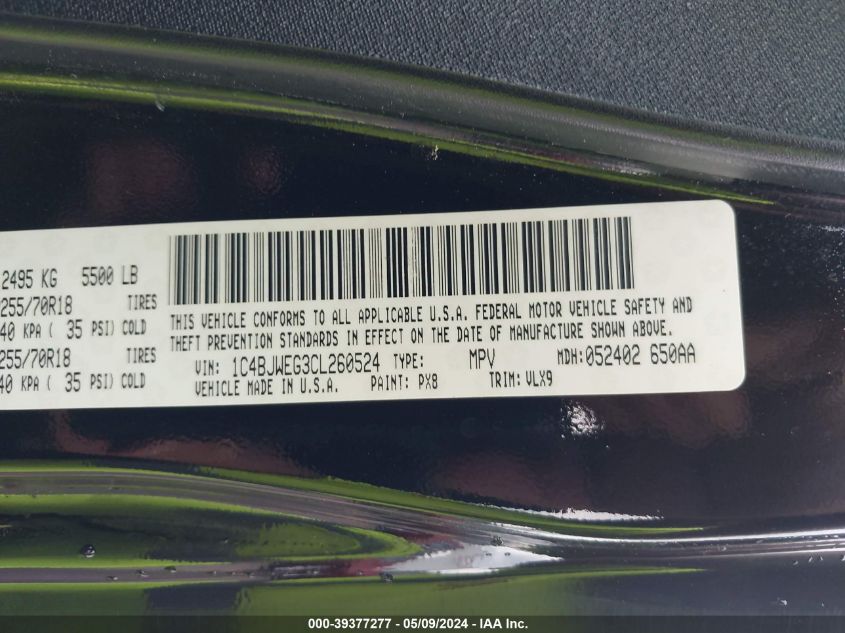 2495 KG 5500 LB
255/70R18 TIRES
40 KPA ( 35 PSI) COLD
255/70R18 TIRES
40 KPA ( 35 PSI) COLD
THIS VEHICLE CONFORMS TO ALL APPLICABLE U.S.A. FEDERAL MOTOR VEHICLE SAFETY AND
THEFT PREVENTION STANDARDS IN EFFECT ON THE DATE OF MANUFACTURE SHOWN ABOVE.
VIN: 1C4BJWEG3CL260524 TYPE: MPV MDH: 052402 650AA
VEHICLE MADE IN U.S.A. PAINT: PX8 TRIM: VLX9
000-39377277 - 05/09/2024 - IAA Inc.